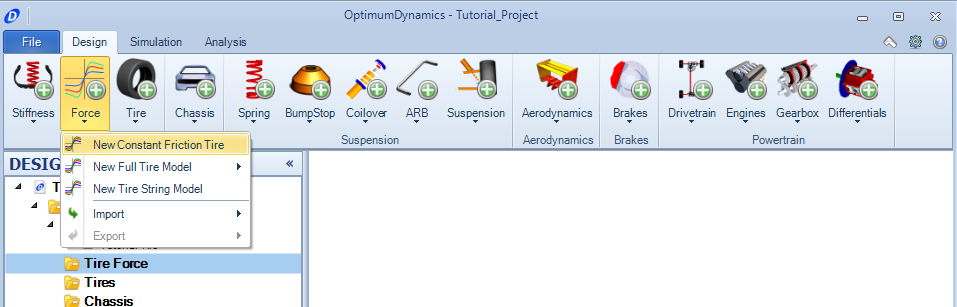 OptimumDynamics - Tutorial_Project
File Design Simulation Analysis
Stiffness Force Tire Chassis Spring BumpStop Coilover ARB Suspension Aerodynamics Brakes Drivetrain Engines Gearbox Differentials
Suspension Aerodynamics Brakes Powertrain
New Constant Friction Tire
DESIG «
New Full Tire Model
T
New Tire String Model
Import
Export
Tire Force
Tires
Chassis